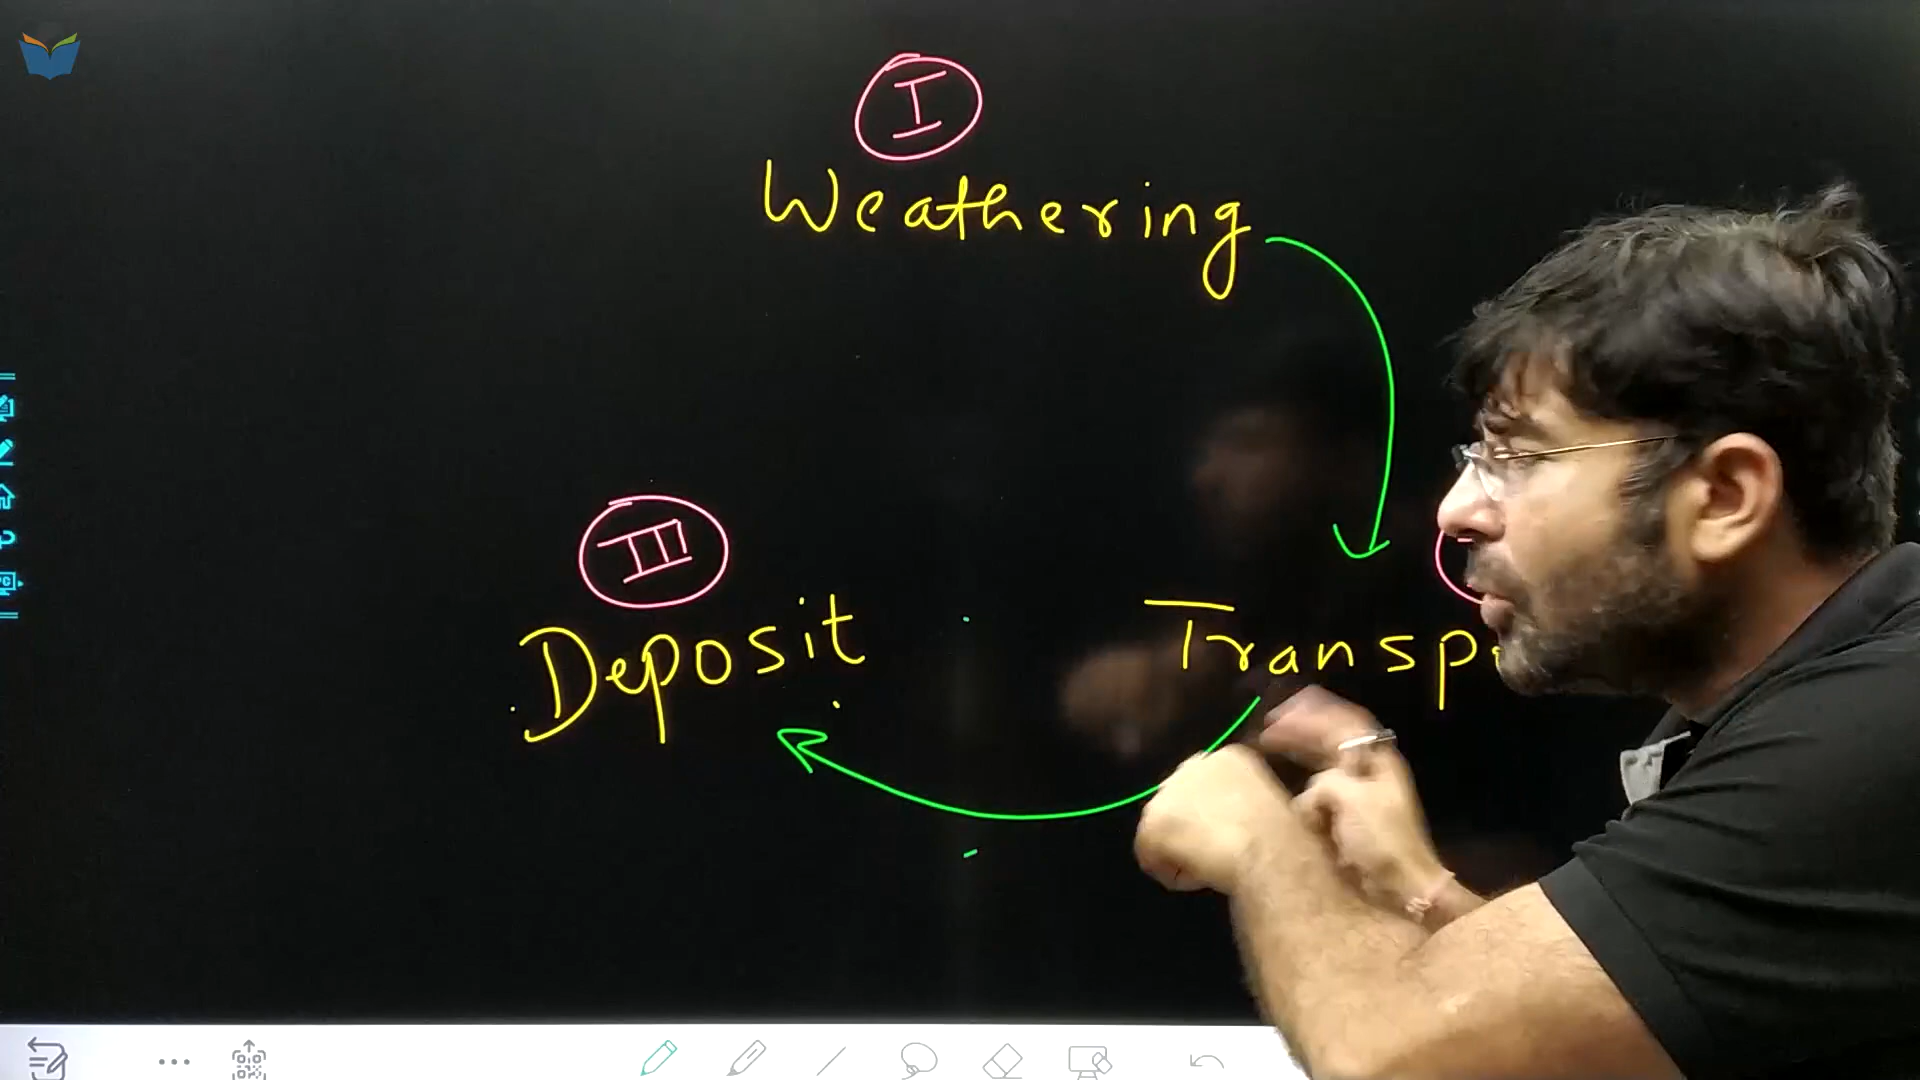 I
Weathering
III
Deposit
Transp